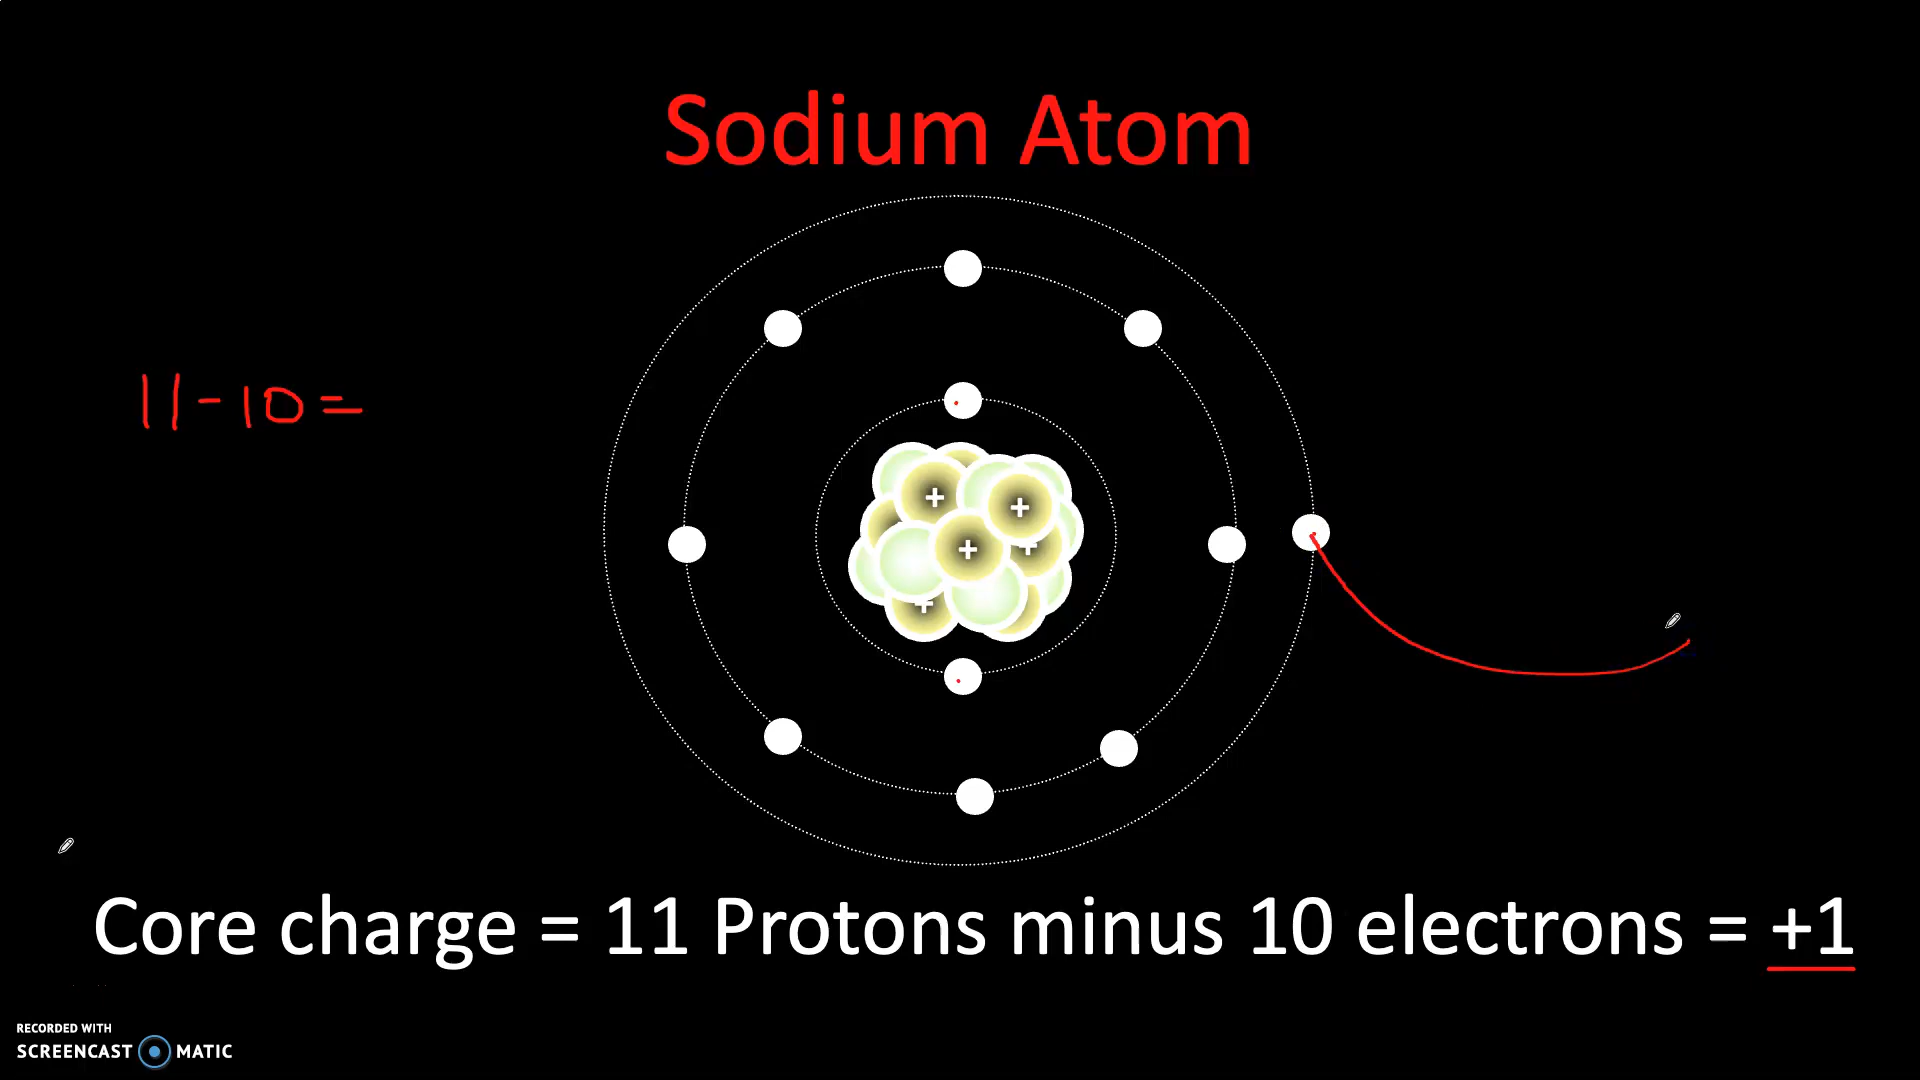 Sodium Atom
11-10=
+ +
+ +
+
Core charge = 11 Protons minus 10 electrons = +1
RECORDED WITH
SCREENCAST MATIC